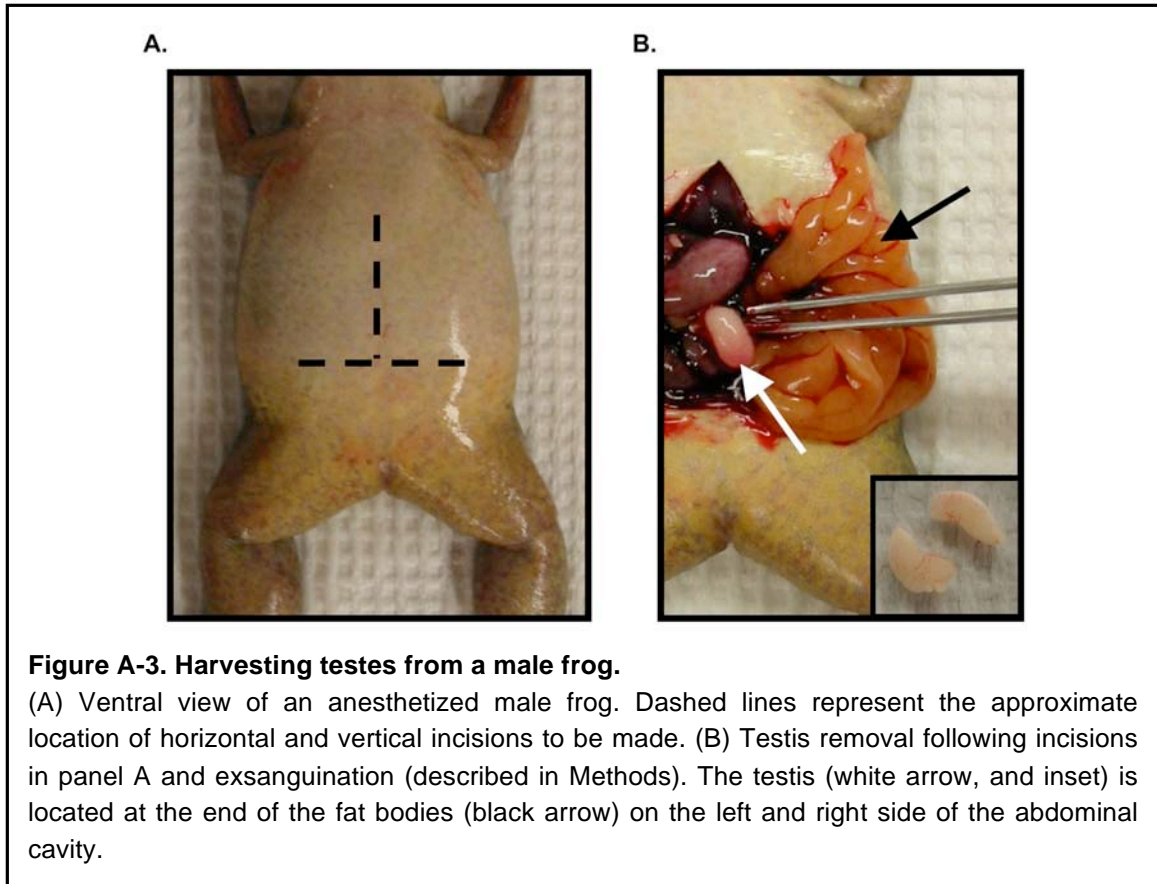 A.
B.
Figure A-3. Harvesting testes from a male frog.
(A) Ventral view of an anesthetized male frog. Dashed lines represent the approximate
location of horizontal and vertical incisions to be made. (B) Testis removal following incisions
in panel A and exsanguination (described in Methods). The testis (white arrow, and inset) is
located at the end of the fat bodies (black arrow) on the left and right side of the abdominal
cavity.